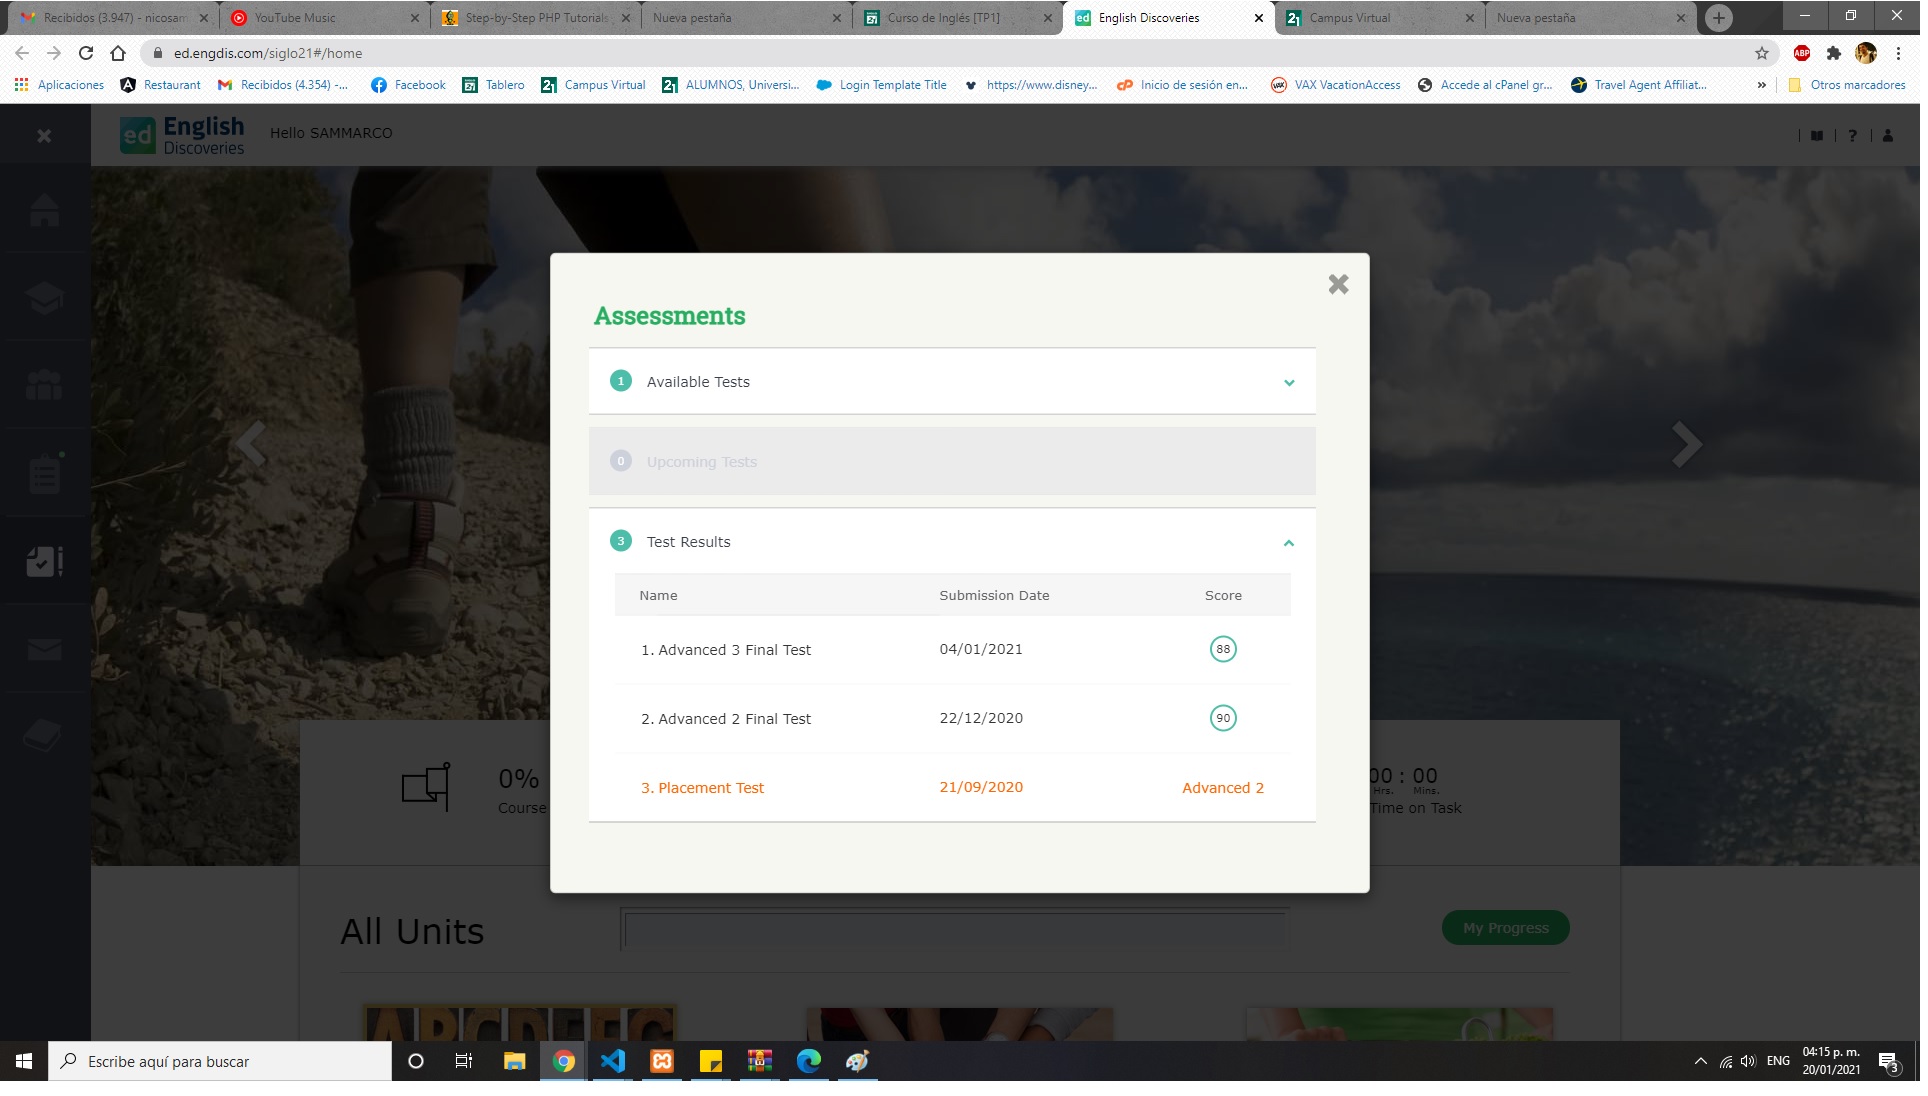 Recibidos (3.947) - nicosam
YouTube Music
Step-by-Step PHP Tutorials
Nueva pestaña
Curso de Inglés [TP1]
English Discoveries
Campus Virtual
Nueva pestaña
ed.engdis.com/siglo21#/home
ABP
Aplicaciones
Restaurant
Recibidos (4.354) -...
Facebook
Tablero
Campus Virtual
ALUMNOS, Universi...
Login Template Title
https://www.disney...
Inicio de sesión en...
VAX VacationAccess
Accede al cPanel gr...
Travel Agent Affiliat...
»
Otros marcadores
ed English Discoveries
Hello SAMMARCO
?
Assessments
1 Available Tests
0 Upcoming Tests
3 Test Results
Name Submission Date Score
1. Advanced 3 Final Test 04/01/2021 88
2. Advanced 2 Final Test 22/12/2020 90
3. Placement Test 21/09/2020 Advanced 2
0%
Course
00 : 00
Hrs. Mins.
Time on Task
All Units
My Progress
Escribe aquí para buscar
ENG
04:15 p. m.
20/01/2021
3